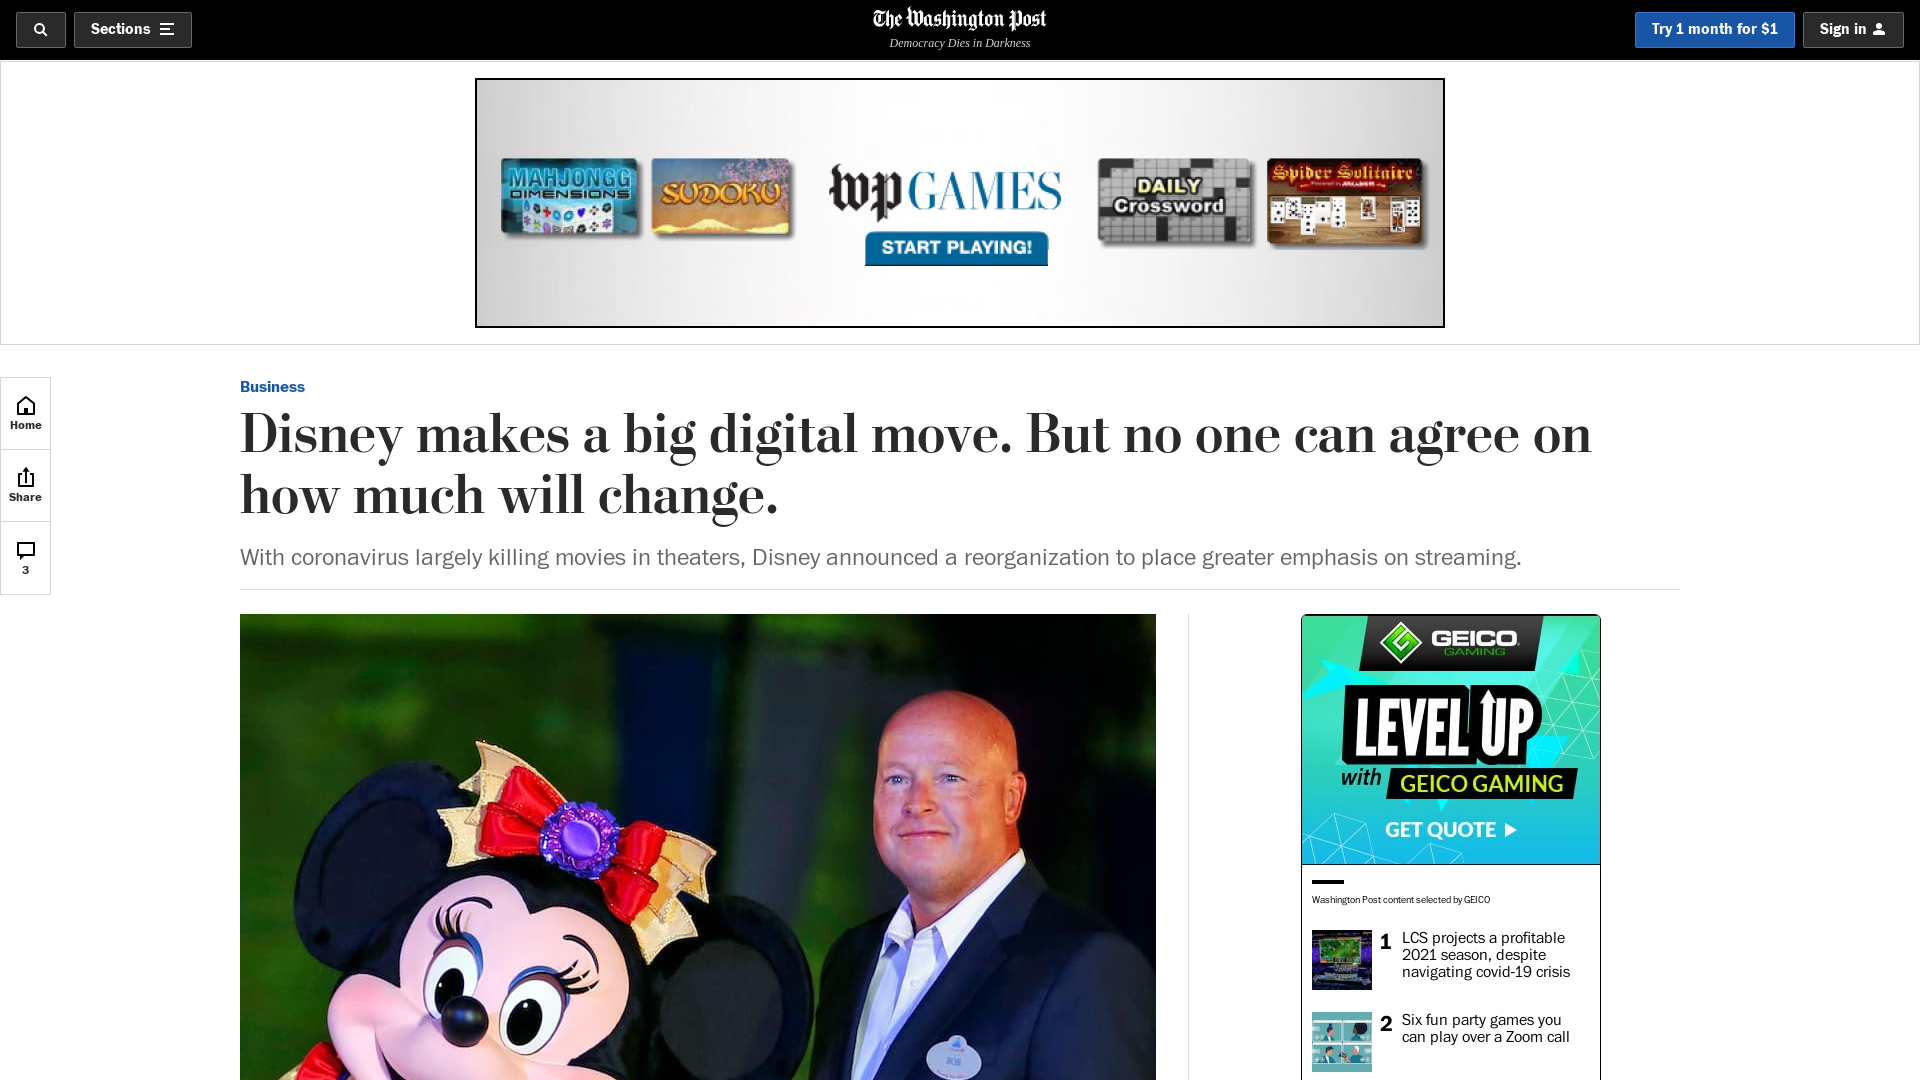 Sections
The Washington Post
Democracy Dies in Darkness
Try 1 month for $1
Sign in
MAHJONGG
DIMENSIONS
SUDOKU
wp GAMES
START PLAYING!
DAILY
Crossword
Spider Solitaire
Home
Share
3
Business
Disney makes a big digital move. But no one can agree on
how much will change.
With coronavirus largely killing movies in theaters, Disney announced a reorganization to place greater emphasis on streaming.
BOB
GEICO
GAMING
LEVEL UP
with GEICO GAMING
GET QUOTE
Washington Post content selected by GEICO
1 LCS projects a profitable
2021 season, despite
navigating covid-19 crisis
2 Six fun party games you
can play over a Zoom call